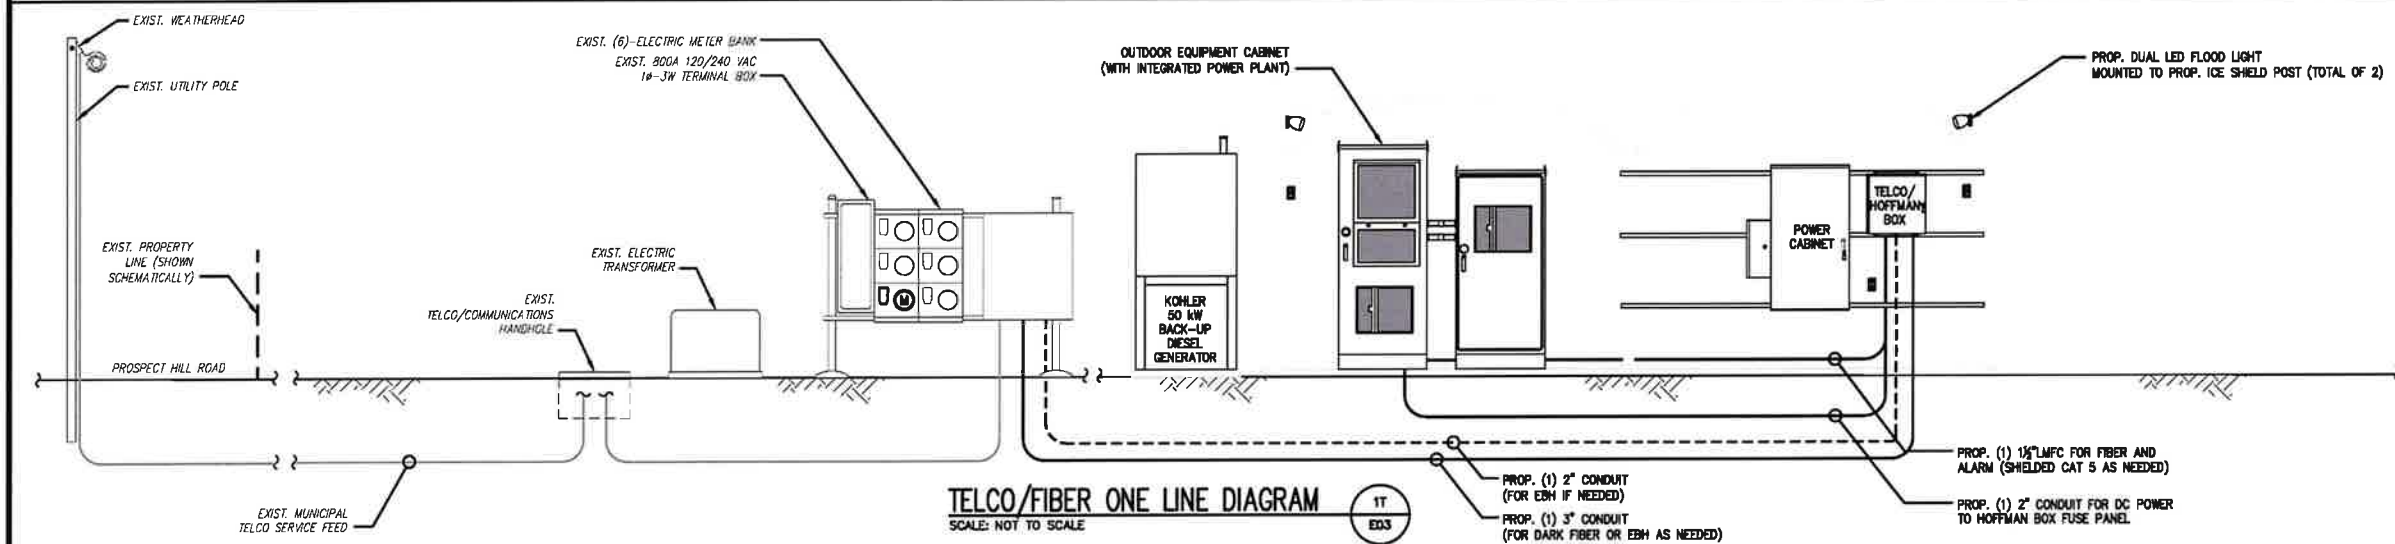 EXIST. WEATHERHEAD
EXIST. UTILITY POLE
EXIST. PROPERTY
LINE (SHOWN
SCHEMATICALLY)
PROSPECT HILL ROAD
EXIST. MUNICIPAL
TELCO SERVICE FEED
EXIST.
TELCO/COMMUNICATIONS
HANDHOLE
EXIST. ELECTRIC
TRANSFORMER
EXIST. (6)-ELECTRIC METER BANK
EXIST. 800A 120/240 VAC
1ø-3W TERMINAL BOX
M
OUTDOOR EQUIPMENT CABINET
(WITH INTEGRATED POWER PLANT)
KOHLER
50 kW
BACK-UP
DIESEL
GENERATOR
PROP. DUAL LED FLOOD LIGHT
MOUNTED TO PROP. ICE SHIELD POST (TOTAL OF 2)
POWER
CABINET
TELCO/
HOFFMAN
BOX
PROP. (1) 1½" LMFC FOR FIBER AND
ALARM (SHIELDED CAT 5 AS NEEDED)
PROP. (1) 2" CONDUIT FOR DC POWER
TO HOFFMAN BOX FUSE PANEL
PROP. (1) 2" CONDUIT
(FOR EBH IF NEEDED)
PROP. (1) 3" CONDUIT
(FOR DARK FIBER OR EBH AS NEEDED)
TELCO/FIBER ONE LINE DIAGRAM
SCALE: NOT TO SCALE
1T
E03